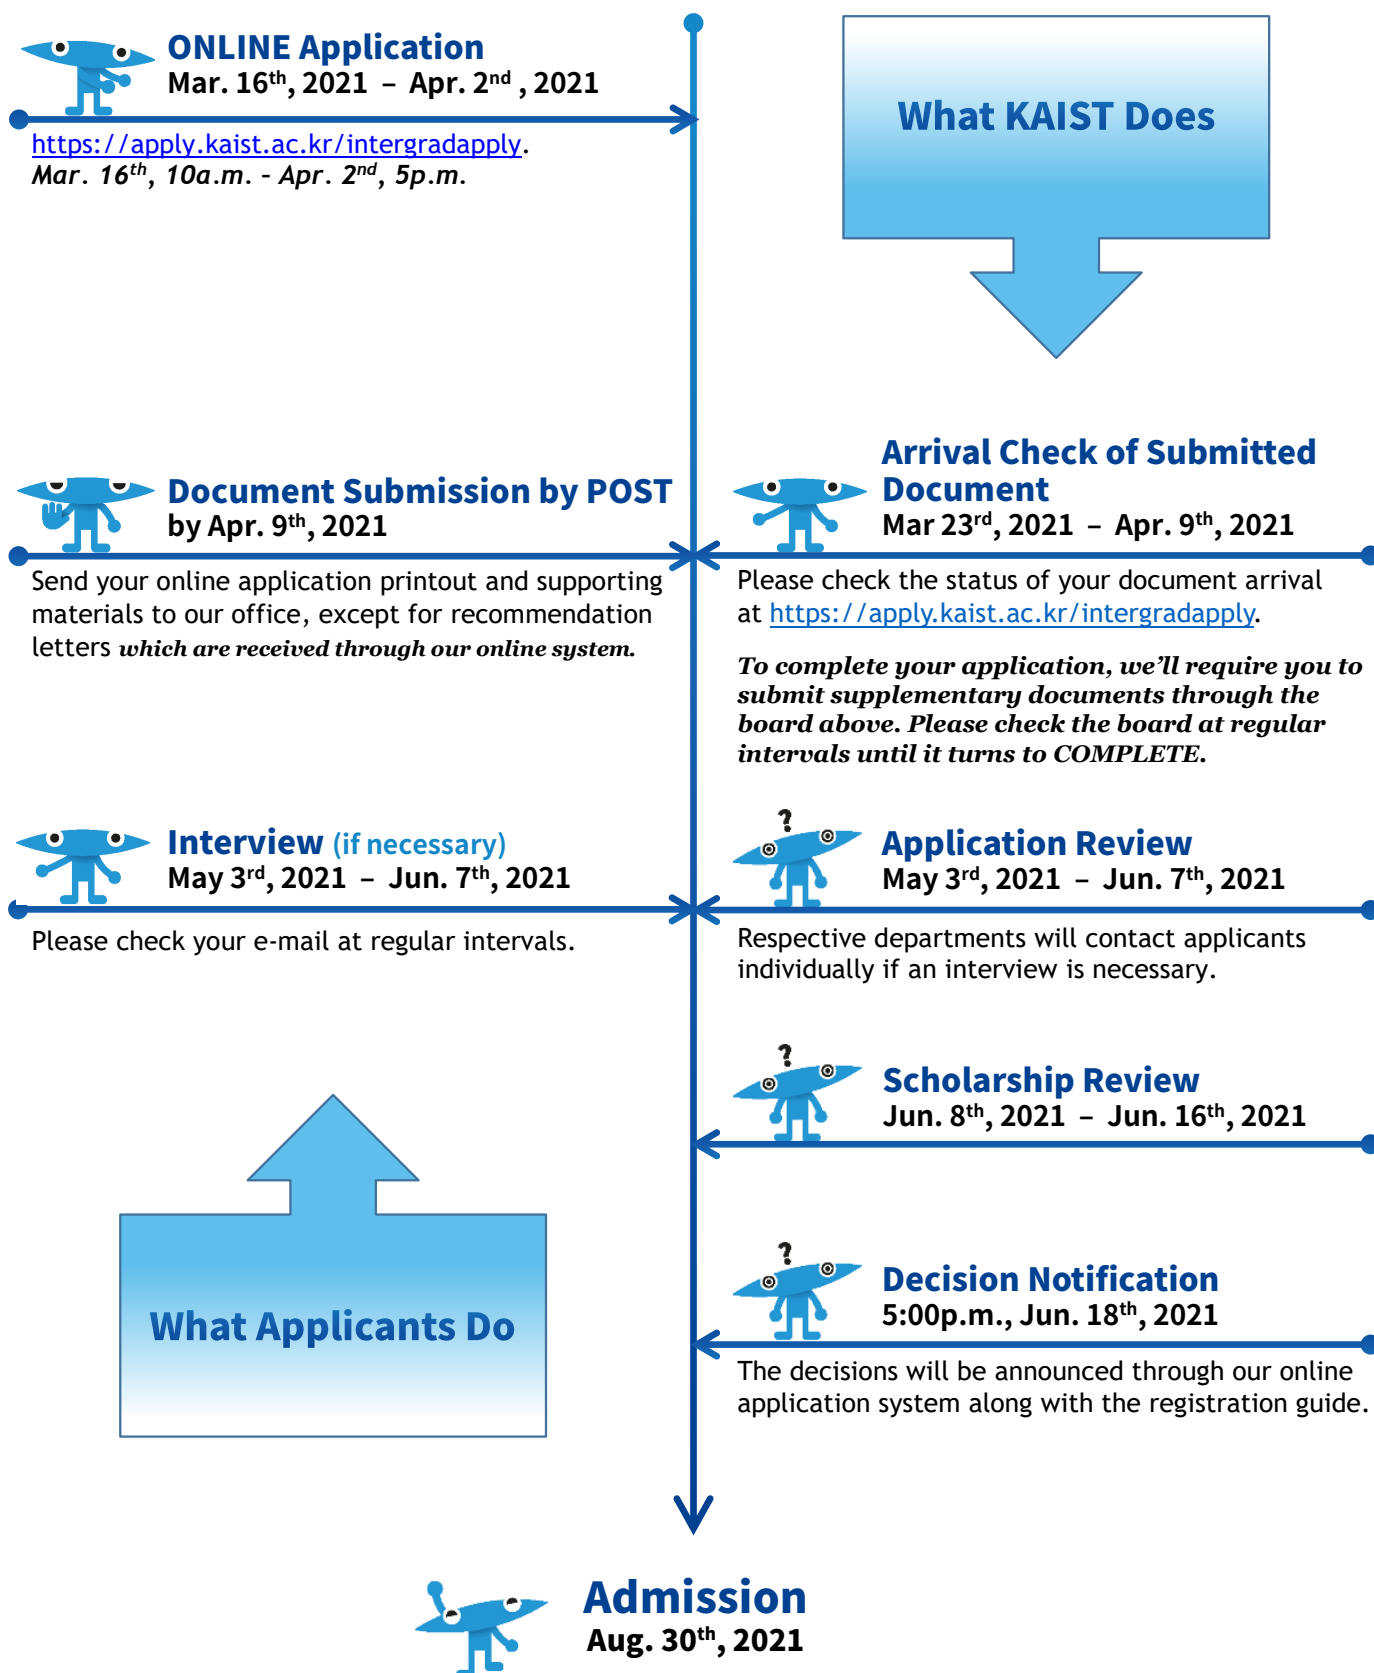 ONLINE Application
Mar. 16th, 2021 – Apr. 2nd , 2021
https://apply.kaist.ac.kr/intergradapply.
Mar. 16th, 10a.m. – Apr. 2nd, 5p.m.
What KAIST Does
Document Submission by POST
by Apr. 9th, 2021
Send your online application printout and supporting
materials to our office, except for recommendation
letters which are received through our online system.
Arrival Check of Submitted
Document
Mar 23rd, 2021 – Apr. 9th, 2021
Please check the status of your document arrival
at https://apply.kaist.ac.kr/intergradapply.
To complete your application, we’ll require you to
submit supplementary documents through the
board above. Please check the board at regular
intervals until it turns to COMPLETE.
Interview (if necessary)
May 3rd, 2021 – Jun. 7th, 2021
Please check your e-mail at regular intervals.
?
Application Review
May 3rd, 2021 – Jun. 7th, 2021
Respective departments will contact applicants
individually if an interview is necessary.
?
Scholarship Review
Jun. 8th, 2021 – Jun. 16th, 2021
What Applicants Do
?
Decision Notification
5:00p.m., Jun. 18th, 2021
The decisions will be announced through our online
application system along with the registration guide.
Admission
Aug. 30th, 2021